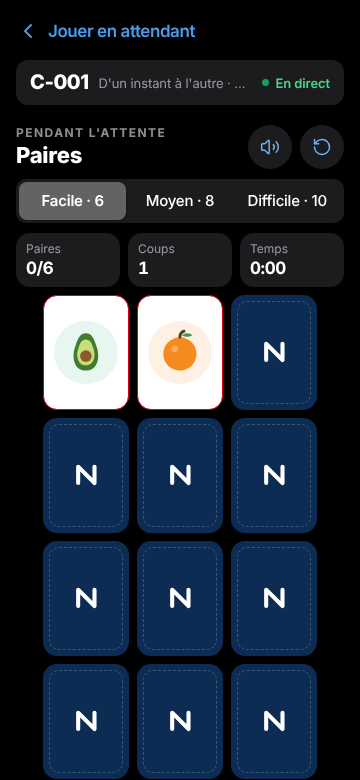 Jouer en attendant
C-001 D'un instant à l'autre · ... En direct
PENDANT L'ATTENTE
Paires
Facile · 6 Moyen · 8 Difficile · 10
Paires Coups Temps
0/6 1 0:00
N
N N N
N N N
N N N